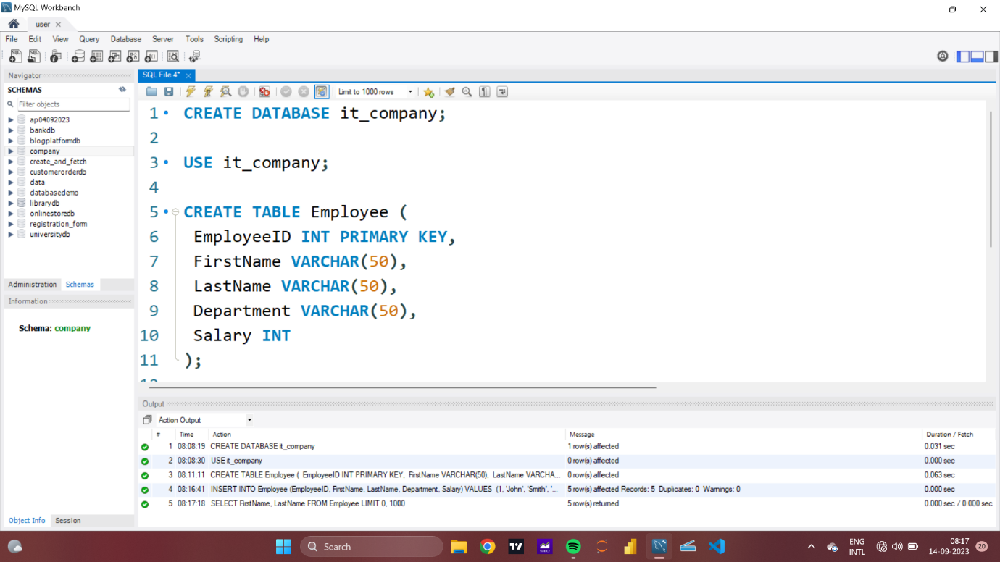 MySQL Workbench
user
File Edit View Query Database Server Tools Scripting Help
Navigator
SCHEMAS
Filter objects
ap04092023
bankdb
blogplatformdb
company
create_and_fetch
customerorderdb
data
databasedemo
librarydb
onlinestoredb
registration_form
universitydb
Administration Schemas
Information
Schema: company
Object Info Session
SQL File 4*
Limit to 1000 rows
1 CREATE DATABASE it_company;
2
3 USE it_company;
4
5 CREATE TABLE Employee (
6 EmployeeID INT PRIMARY KEY,
7 FirstName VARCHAR(50),
8 LastName VARCHAR(50),
9 Department VARCHAR(50),
10 Salary INT
11 );
Output
Action Output
# Time Action Message Duration / Fetch
1 08:08:19 CREATE DATABASE it_company 1 row(s) affected 0.031 sec
2 08:08:30 USE it_company 0 row(s) affected 0.000 sec
3 08:11:11 CREATE TABLE Employee ( EmployeeID INT PRIMARY KEY, FirstName VARCHAR(50), LastName VARCHA... 0 row(s) affected 0.063 sec
4 08:16:41 INSERT INTO Employee (EmployeeID, FirstName, LastName, Department, Salary) VALUES (1, 'John', 'Smith', '... 5 row(s) affected Records: 5 Duplicates: 0 Warnings: 0 0.000 sec
5 08:17:18 SELECT FirstName, LastName FROM Employee LIMIT 0, 1000 5 row(s) returned 0.000 sec / 0.000 sec
Search
ENG
INTL
08:17
14-09-2023
20